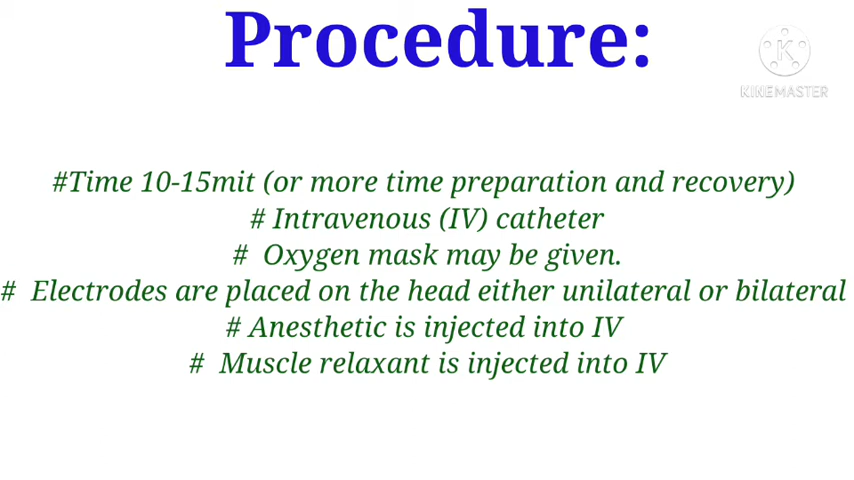 Procedure:
KINEMASTER
#Time 10-15mit (or more time preparation and recovery)
# Intravenous (IV) catheter
#  Oxygen mask may be given.
#  Electrodes are placed on the head either unilateral or bilateral
# Anesthetic is injected into IV
#  Muscle relaxant is injected into IV